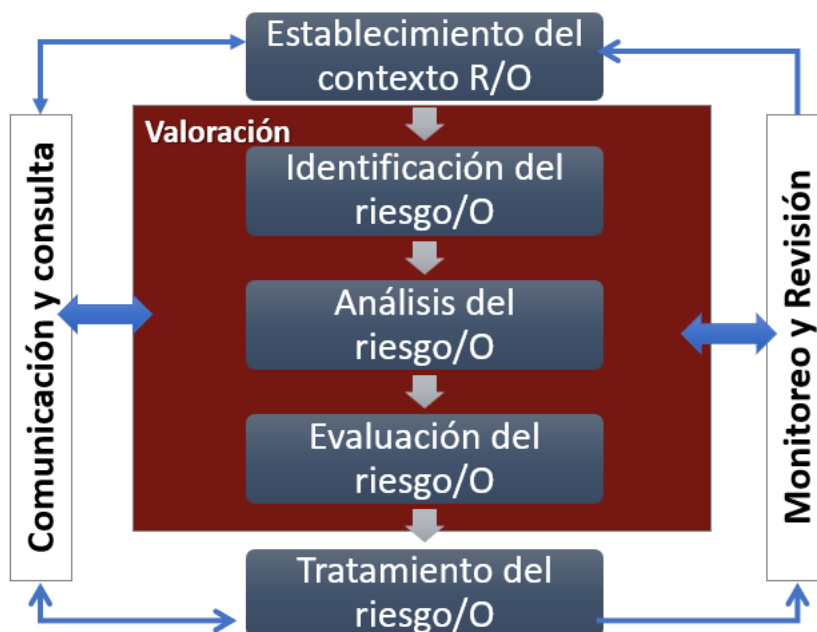 Establecimiento del
contexto R/O
Valoración
Identificación del
riesgo/O
Análisis del
riesgo/O
Evaluación del
riesgo/O
Tratamiento del
riesgo/O
Comunicación y consulta
Monitoreo y Revisión